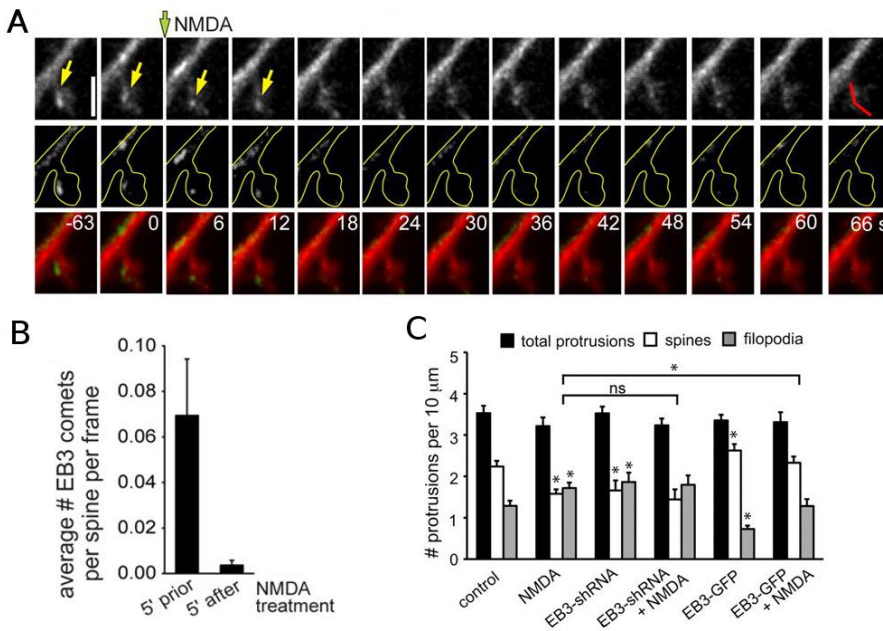 A
NMDA
-63 0 6 12 18 24 30 36 42 48 54 60 66 s
B
average # EB3 comets
per spine per frame
0.10
0.08
0.06
0.04
0.02
0.00
5' prior
5' after
NMDA
treatment
C
total protrusions spines filopodia
# protrusions per 10 μm
5
4
3
2
1
0
*
ns
* * * * * *
control
NMDA
EB3-shRNA
EB3-shRNA
+ NMDA
EB3-GFP
EB3-GFP
+ NMDA